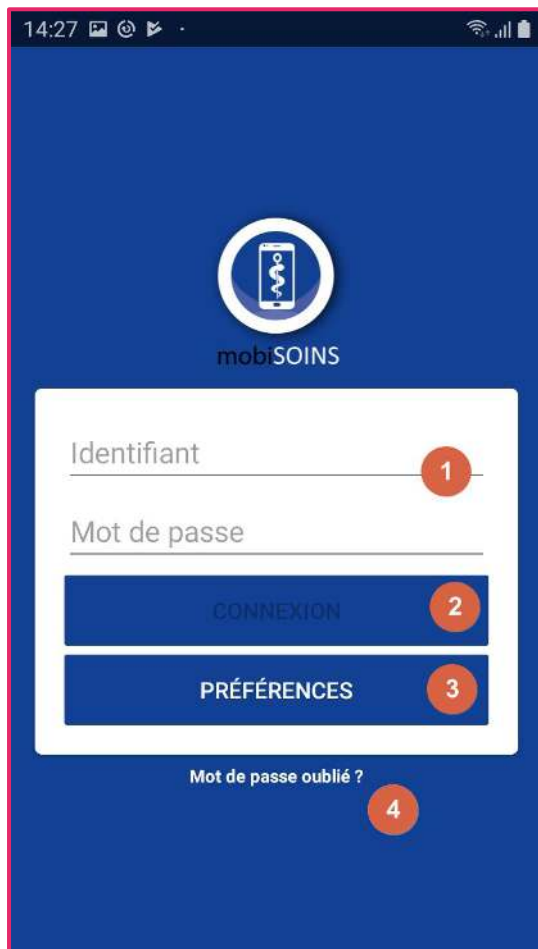 14:27
mobiSOINS
Identifiant
1
Mot de passe
CONNEXION
2
PRÉFÉRENCES
3
Mot de passe oublié ?
4